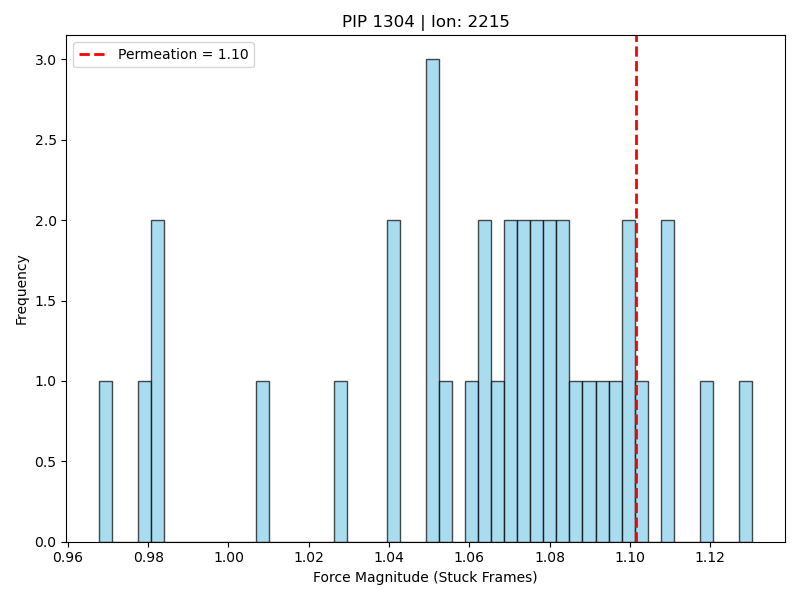 PIP 1304 | Ion: 2215
Permeation = 1.10
3.0
2.5
2.0
1.5
1.0
0.5
0.0
Frequency
0.96 0.98 1.00 1.02 1.04 1.06 1.08 1.10 1.12
Force Magnitude (Stuck Frames)